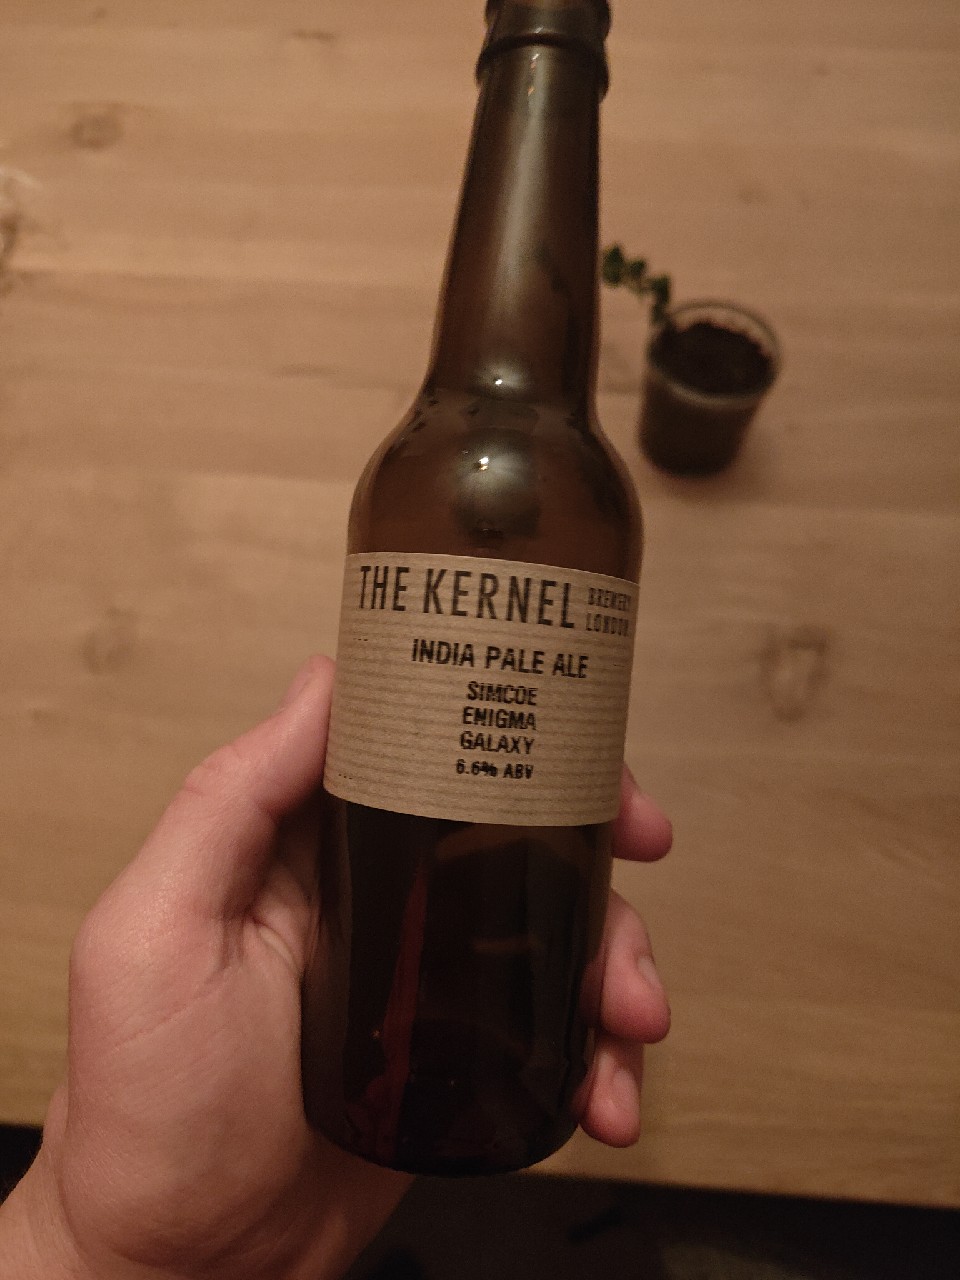 THE KERNEL BREWERY LONDON
INDIA PALE ALE
SIMCOE
ENIGMA
GALAXY
6.6% ABV